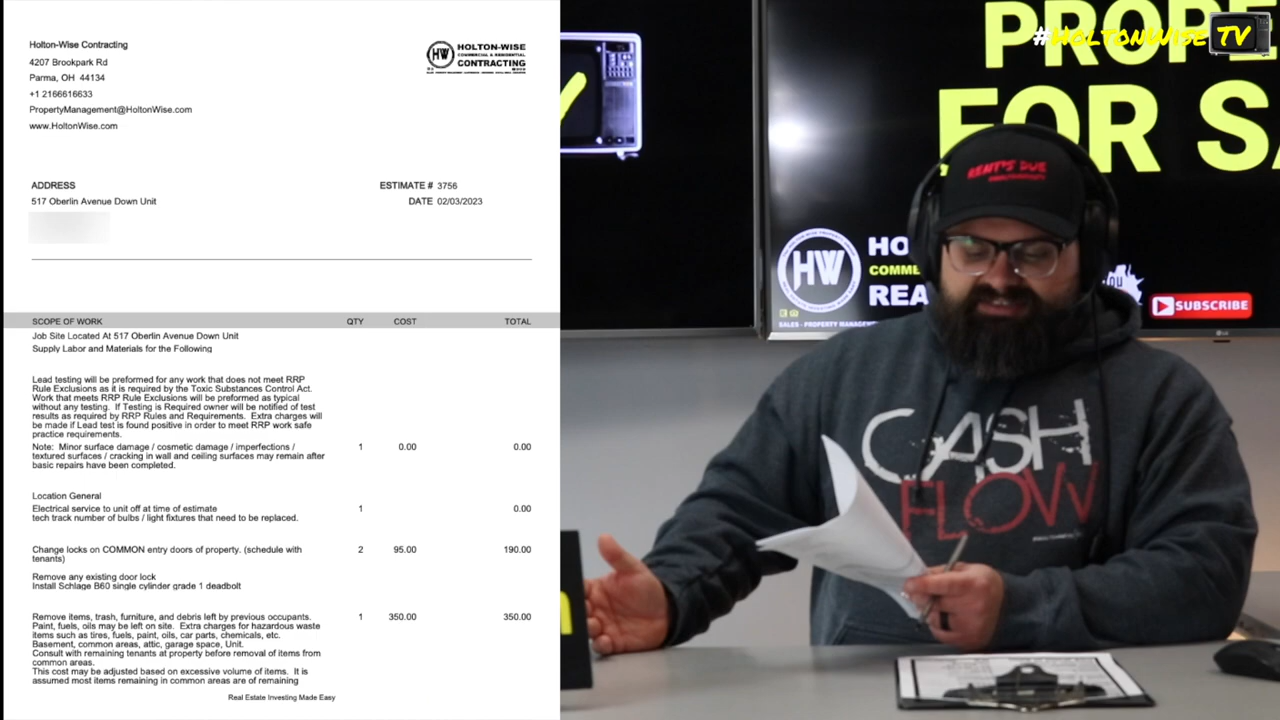 Holton-Wise Contracting
4207 Brookpark Rd
Parma, OH 44134
+1 2166616633
PropertyManagement@HoltonWise.com
www.HoltonWise.com
HW
HOLTON-WISE
COMMERCIAL & RESIDENTIAL
CONTRACTING
ADDRESS
517 Oberlin Avenue Down Unit
ESTIMATE # 3756
DATE 02/03/2023
SCOPE OF WORK QTY COST TOTAL
Job Site Located At 517 Oberlin Avenue Down Unit
Supply Labor and Materials for the Following
Lead testing will be preformed for any work that does not meet RRP
Rule Exclusions as it is required by the Toxic Substances Control Act.
Work that meets RRP Rule Exclusions will be preformed as typical
without any testing. If Testing is Required owner will be notified of test
results as required by RRP Rules and Requirements. Extra charges will
be made if Lead test is found positive in order to meet RRP work safe
practice requirements.
Note: Minor surface damage / cosmetic damage / imperfections / 1 0.00 0.00
textured surfaces / cracking in wall and ceiling surfaces may remain after
basic repairs have been completed.
Location General
Electrical service to unit off at time of estimate 1 0.00
tech track number of bulbs / light fixtures that need to be replaced.
Change locks on COMMON entry doors of property. (schedule with 2 95.00 190.00
tenants)
Remove any existing door lock
Install Schlage B60 single cylinder grade 1 deadbolt
Remove items, trash, furniture, and debris left by previous occupants. 1 350.00 350.00
Paint, fuels, oils may be left on site. Extra charges for hazardous waste
items such as tires, fuels, paint, oils, car parts, chemicals, etc.
Basement, common areas, attic, garage space, Unit.
Consult with remaining tenants at property before removal of items from
common areas.
This cost may be adjusted based on excessive volume of items. It is
assumed most items remaining in common areas are of remaining
Real Estate Investing Made Easy
#HoltonWise TV
PROPE
FOR SA
RENT'S DUE
HW
HO
COMME
REA
SALES - PROPERTY MANAGEM
You
SUBSCRIBE
CASH
FLOW